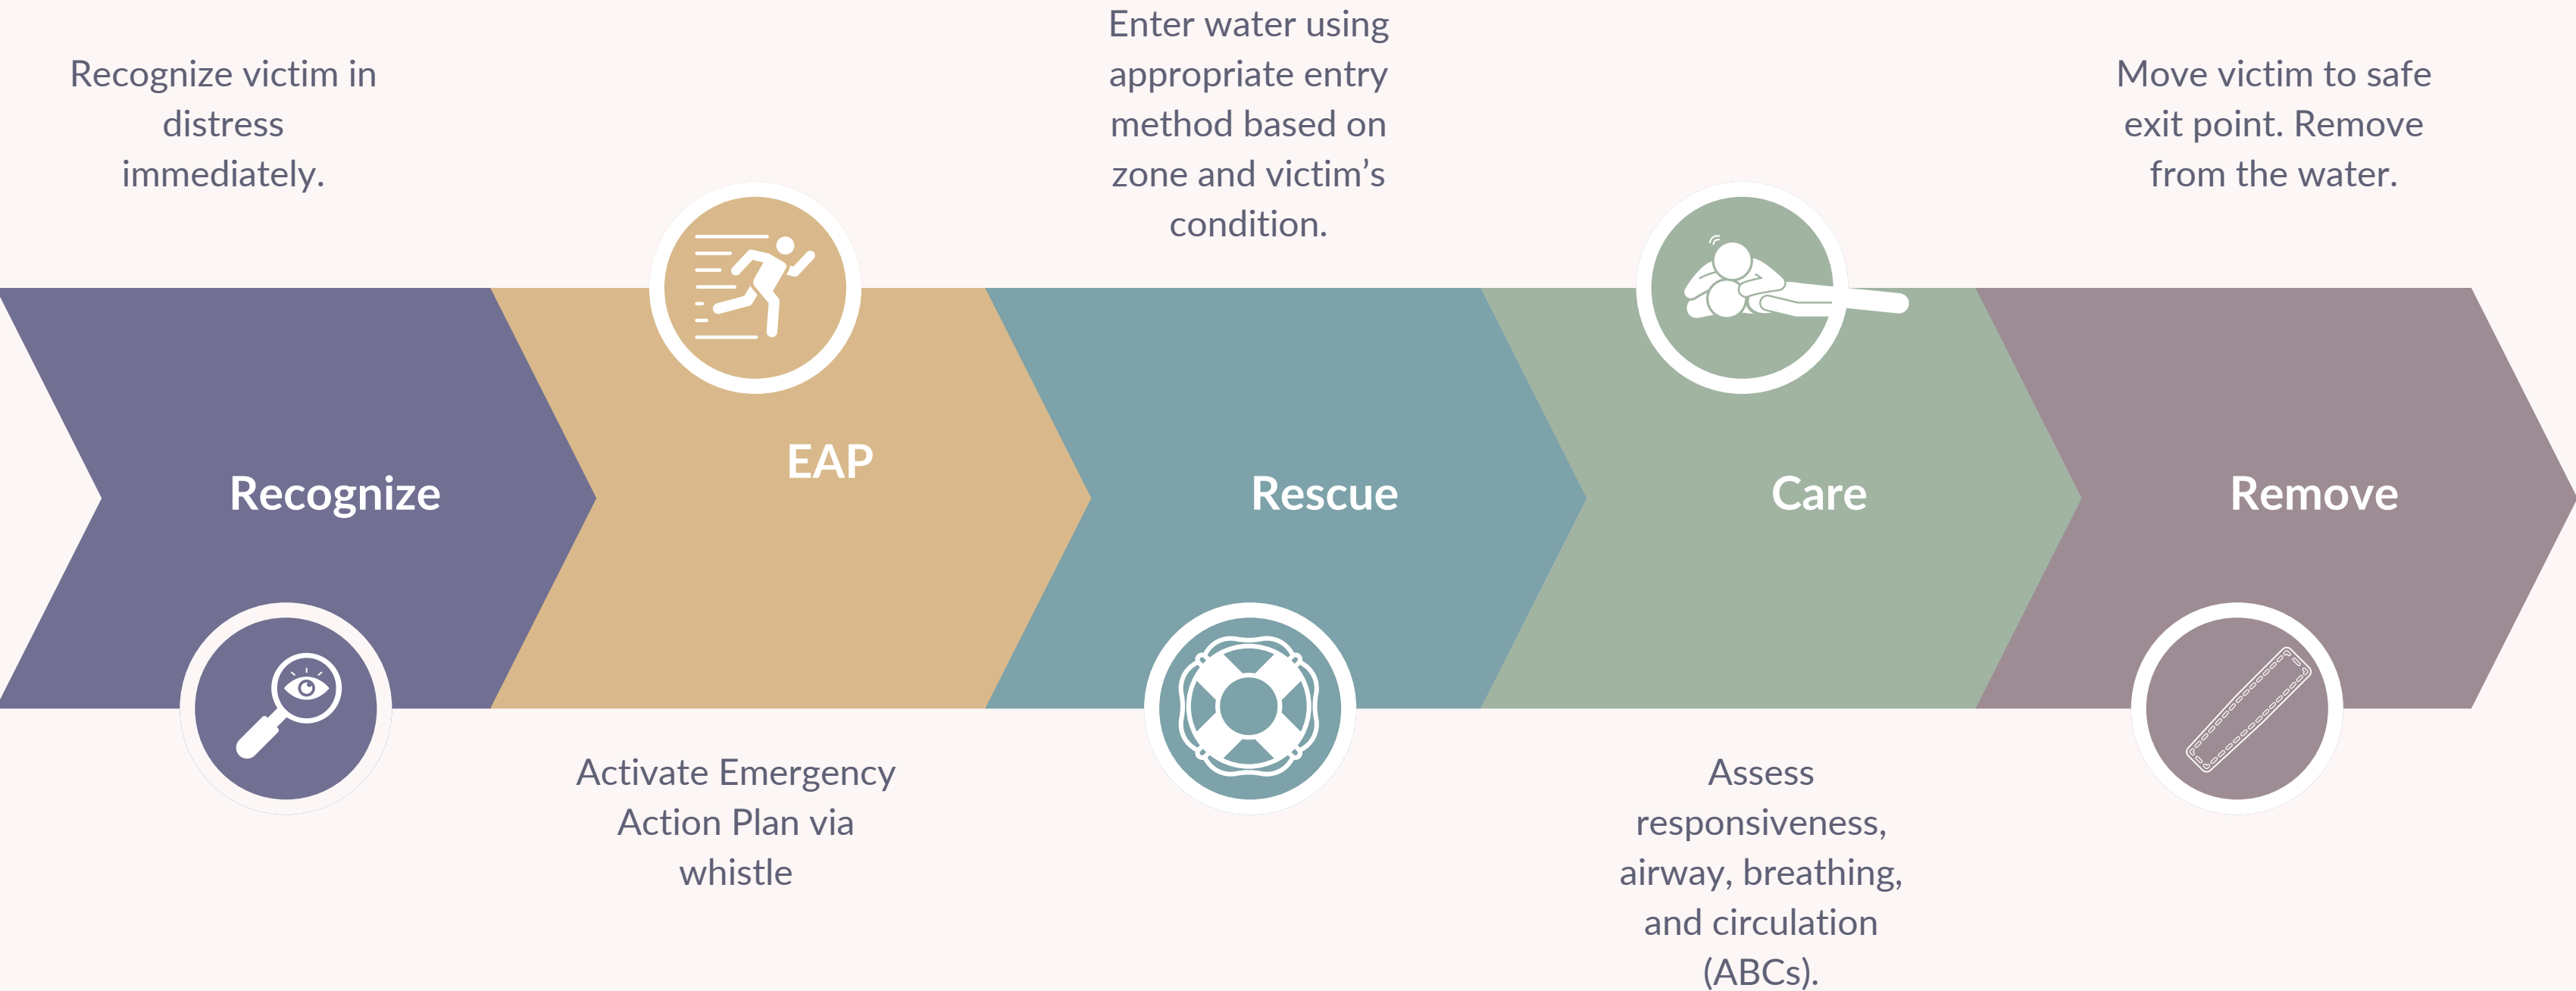 Recognize victim in
distress
immediately.
Recognize
EAP
Activate Emergency
Action Plan via
whistle
Enter water using
appropriate entry
method based on
zone and victim’s
condition.
Rescue
Care
Assess
responsiveness,
airway, breathing,
and circulation
(ABCs).
Move victim to safe
exit point. Remove
from the water.
Remove